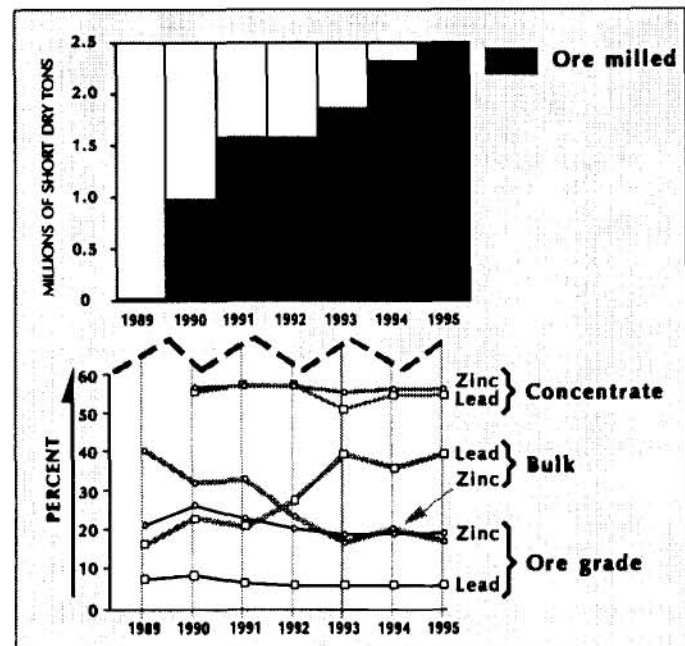 MILLIONS OF SHORT DRY TONS
2.5
2.0
1.5
1.0
0.5
0
Ore milled
1989 1990 1991 1992 1993 1994 1995
PERCENT
60
50
40
30
20
10
0
Zinc
Lead
Concentrate
Lead
Zinc
Bulk
Zinc
Lead
Ore grade
1989 1990 1991 1992 1993 1994 1995